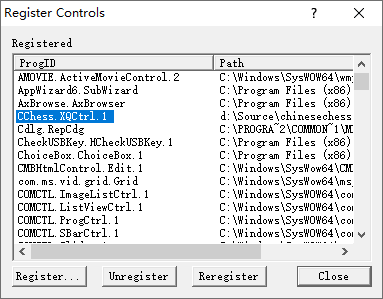 Register Controls
Registered
ProgID Path
AMOVIE.ActiveMovieControl.2 C:\Windows\SysWOW64\wm
AppWizard6.SubWizard C:\Program Files (x86)
AxBrowse.AxBrowser C:\Program Files (x86)
CChess.XQCtrl.1 d:\Source\chinesechess
Cdlg.RepCdg C:\PROGRA~2\COMMON~1\M
CheckUSBKey.HCheckUSBKey.1 C:\Program Files (x86)
ChoiceBox.ChoiceBox.1 C:\Program Files (x86)
CMBHtmlControl.Edit.1 C:\Windows\SysWOW64\CM
com.ms.vid.grid.Grid C:\Windows\SysWOW64\ms
COMCTL.ImageListCtrl.1 C:\Windows\SysWOW64\com
COMCTL.ListViewCtrl.1 C:\Windows\SysWOW64\com
COMCTL.ProgCtrl.1 C:\Windows\SysWOW64\com
COMCTL.SBarCtrl.1 C:\Windows\SysWOW64\com
Register... Unregister Reregister Close